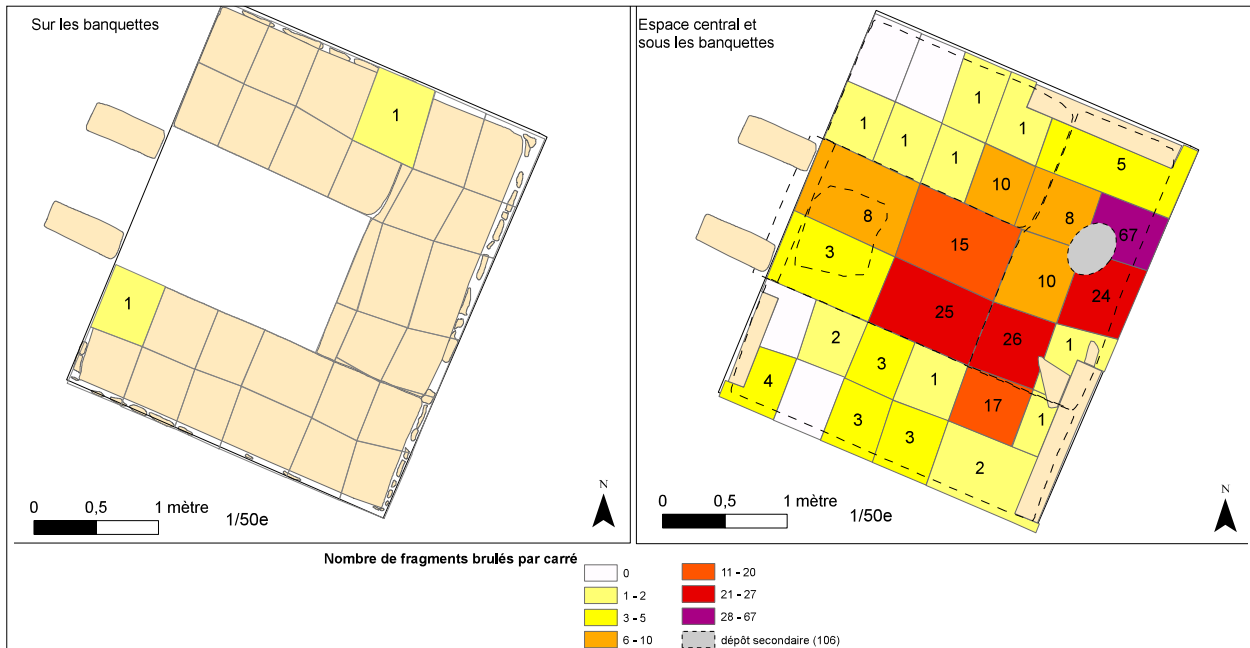 Sur les banquettes
1
1
0 0,5 1 mètre
1/50e
N
Espace central et
sous les banquettes
1
1
1
1
1
5
10
8
67
8
15
3
10
24
25
26
1
2
3
1
4
17
1
3
3
2
0 0,5 1 mètre
1/50e
N
Nombre de fragments brulés par carré
0
1 - 2
3 - 5
6 - 10
11 - 20
21 - 27
28 - 67
dépôt secondaire (106)